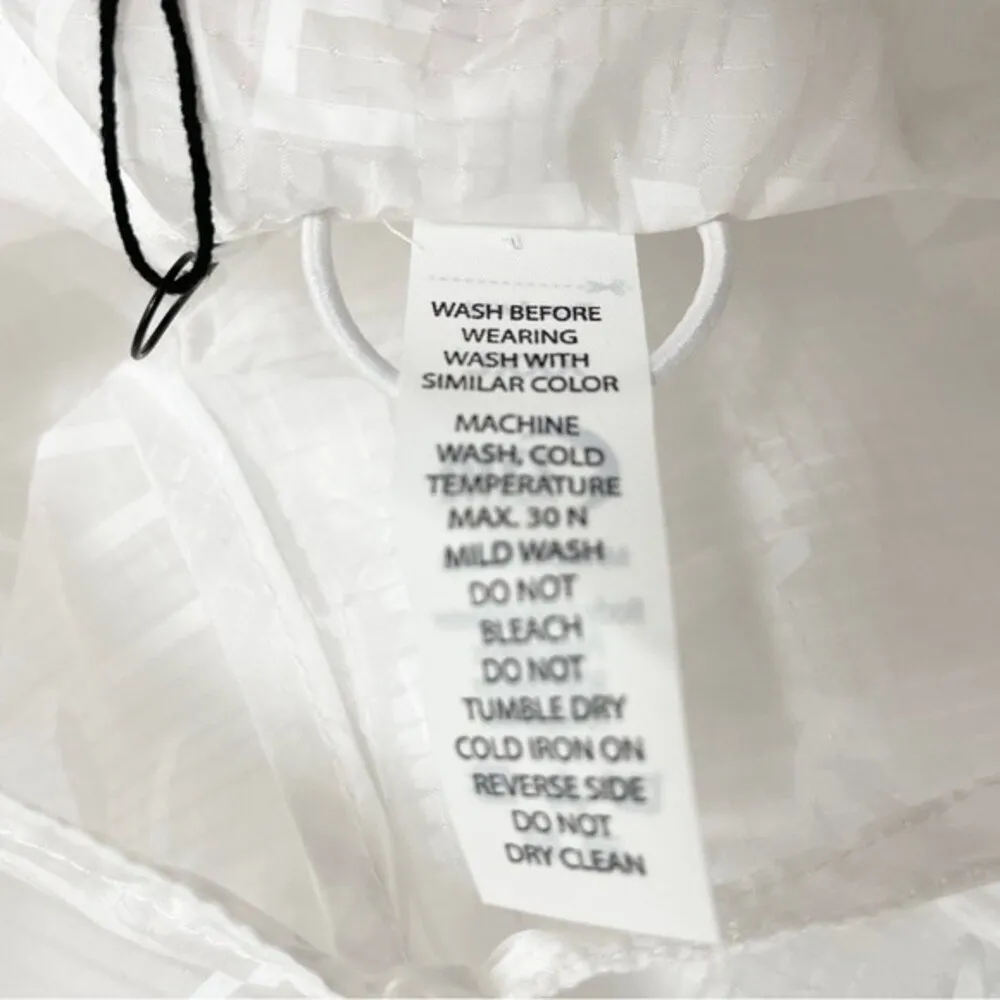 WASH BEFORE
WEARING
WASH WITH
SIMILAR COLOR
MACHINE
WASH, COLD
TEMPERATURE
MAX. 30 N
MILD WASH
DO NOT
BLEACH
DO NOT
TUMBLE DRY
COLD IRON ON
REVERSE SIDE
DO NOT
DRY CLEAN